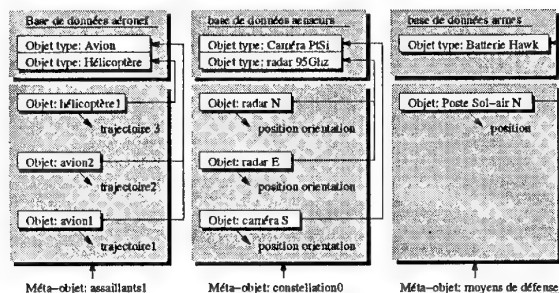 Base de données aéronef
Objet type: Avion
Objet type: Hélicoptère
Objet: hélicoptère1
trajectoire 3
Objet: avion2
trajectoire2
Objet: avion1
trajectoire1
Méta-objet: assaillants1
base de données senseurs
Objet type: Caméra PtSi
Objet type: radar 95Ghz
Objet: radar N
position orientation
Objet: radar E
position orientation
Objet: caméra S
position orientation
Méta-objet: constellation0
base de données armes
Objet type: Batterie Hawk
Objet: Poste Sol-air N
position
Méta-objet: moyens de défense